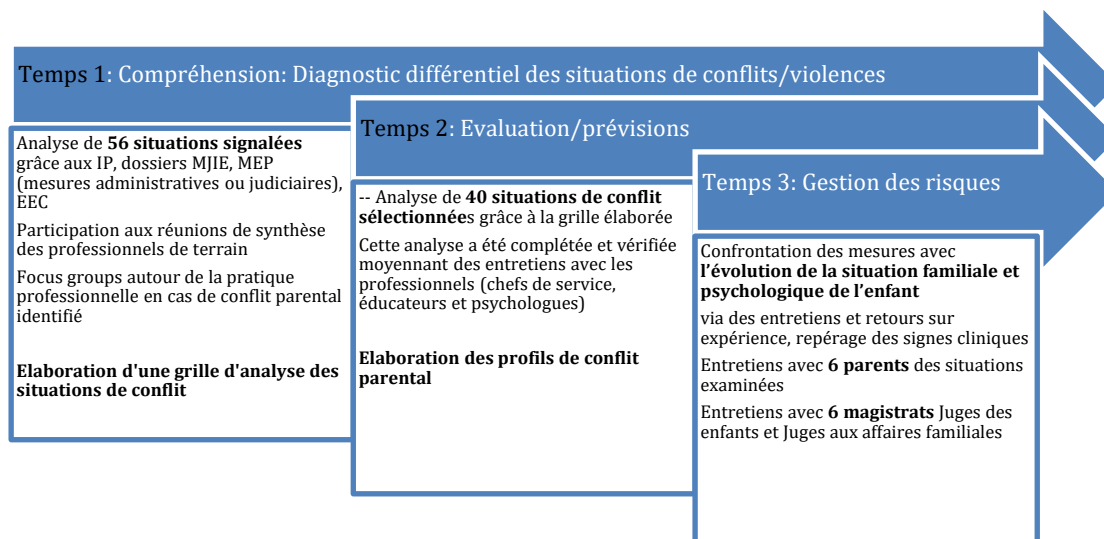 Temps 1: Compréhension: Diagnostic différentiel des situations de conflits/violences
Analyse de 56 situations signalées
grâce aux IP, dossiers MJIE, MEP
(mesures administratives ou judiciaires),
EEC
Participation aux réunions de synthèse
des professionnels de terrain
Focus groups autour de la pratique
professionnelle en cas de conflit parental
identifié
Elaboration d'une grille d'analyse des
situations de conflit
Temps 2: Evaluation/prévisions
-- Analyse de 40 situations de conflit
sélectionnées grâce à la grille élaborée
Cette analyse a été complétée et vérifiée
moyennant des entretiens avec les
professionnels (chefs de service,
éducateurs et psychologues)
Elaboration des profils de conflit
parental
Temps 3: Gestion des risques
Confrontation des mesures avec
l'évolution de la situation familiale et
psychologique de l'enfant
via des entretiens et retours sur
expérience, repérage des signes cliniques
Entretiens avec 6 parents des situations
examinées
Entretiens avec 6 magistrats Juges des
enfants et Juges aux affaires familiales